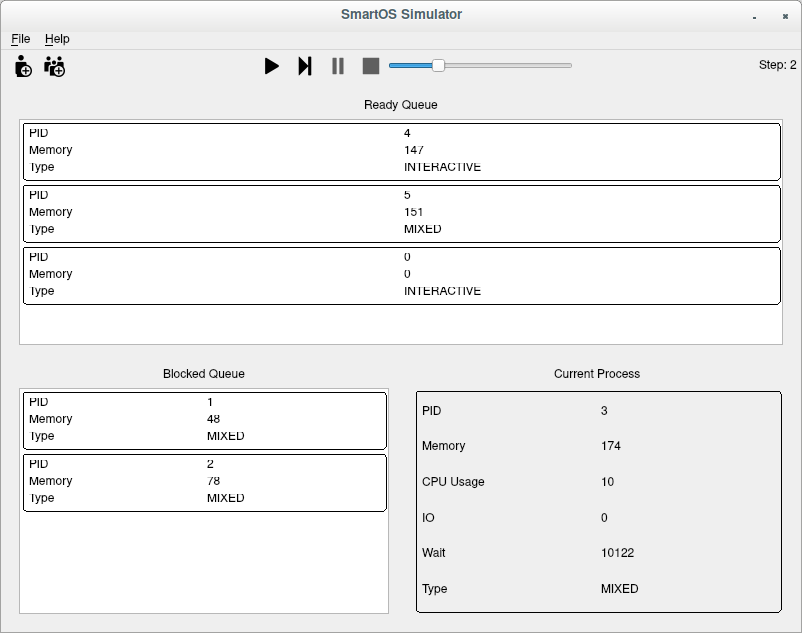 SmartOS Simulator
File Help
Step: 2
Ready Queue
PID 4
Memory 147
Type INTERACTIVE
PID 5
Memory 151
Type MIXED
PID 0
Memory 0
Type INTERACTIVE
Blocked Queue
PID 1
Memory 48
Type MIXED
PID 2
Memory 78
Type MIXED
Current Process
PID 3
Memory 174
CPU Usage 10
IO 0
Wait 10122
Type MIXED